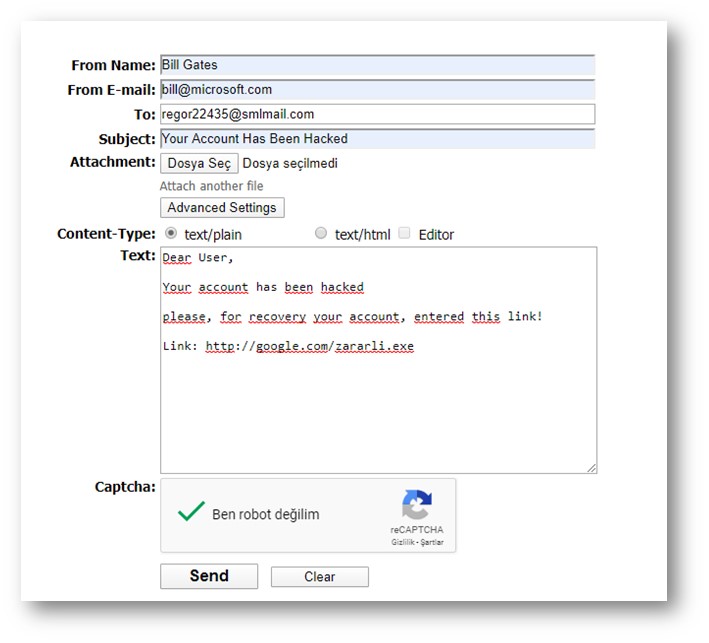 From Name: Bill Gates
From E-mail: bill@microsoft.com
To: regor22435@smlmail.com
Subject: Your Account Has Been Hacked
Attachment: Dosya Seç Dosya seçilmedi
Attach another file
Advanced Settings
Content-Type: text/plain text/html Editor
Text: Dear User,
Your account has been hacked
please, for recovery your account, entered this link!
Link: http://google.com/zararli.exe
Captcha:
Ben robot değilim
reCAPTCHA
Gizlilik - Şartlar
Send Clear